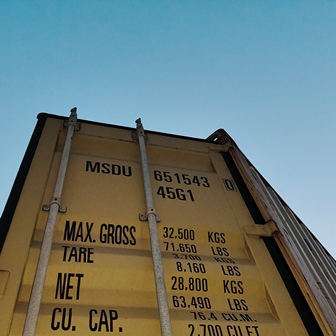 MSDU 651543 0
45G1
MAX. GROSS 32.500 KGS
71.650 LBS
TARE 3.700 KGS
8.160 LBS
NET 28.800 KGS
63.490 LBS
CU. CAP. 76.4 CU.M.
2.700 CU.FT.